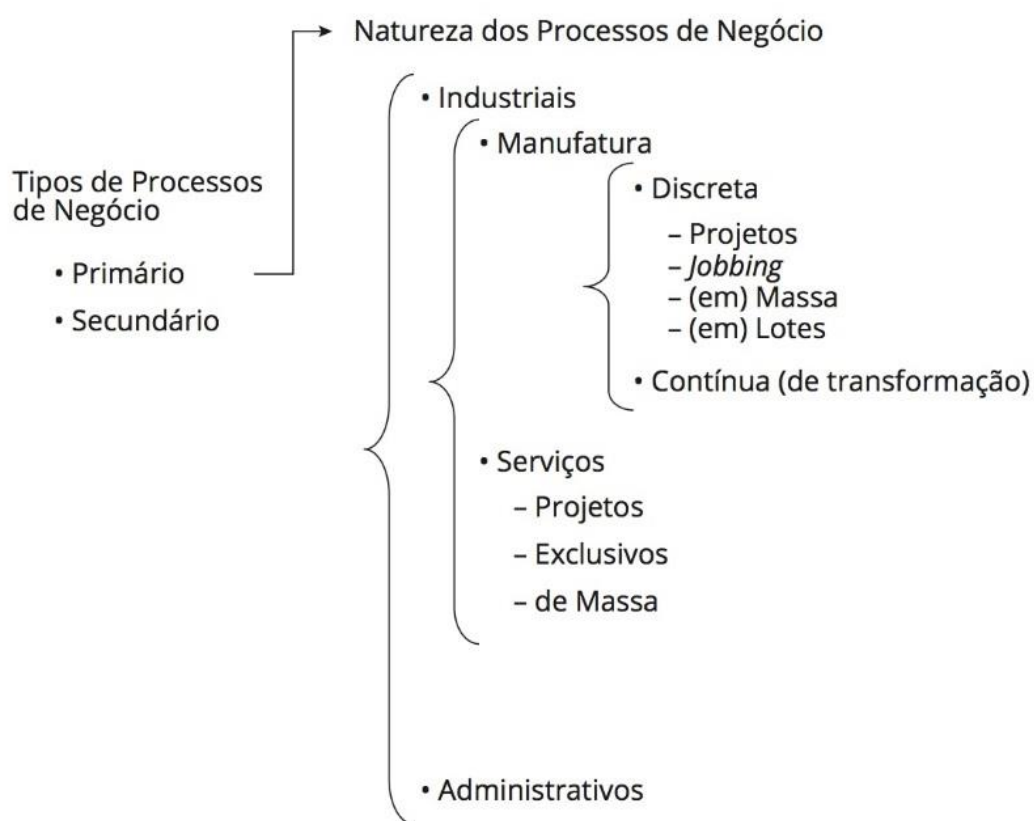 Natureza dos Processos de Negócio
Tipos de Processos
de Negócio
• Primário
• Secundário
• Industriais
• Manufatura
• Discreta
– Projetos
– Jobbing
– (em) Massa
– (em) Lotes
• Contínua (de transformação)
• Serviços
– Projetos
– Exclusivos
– de Massa
• Administrativos